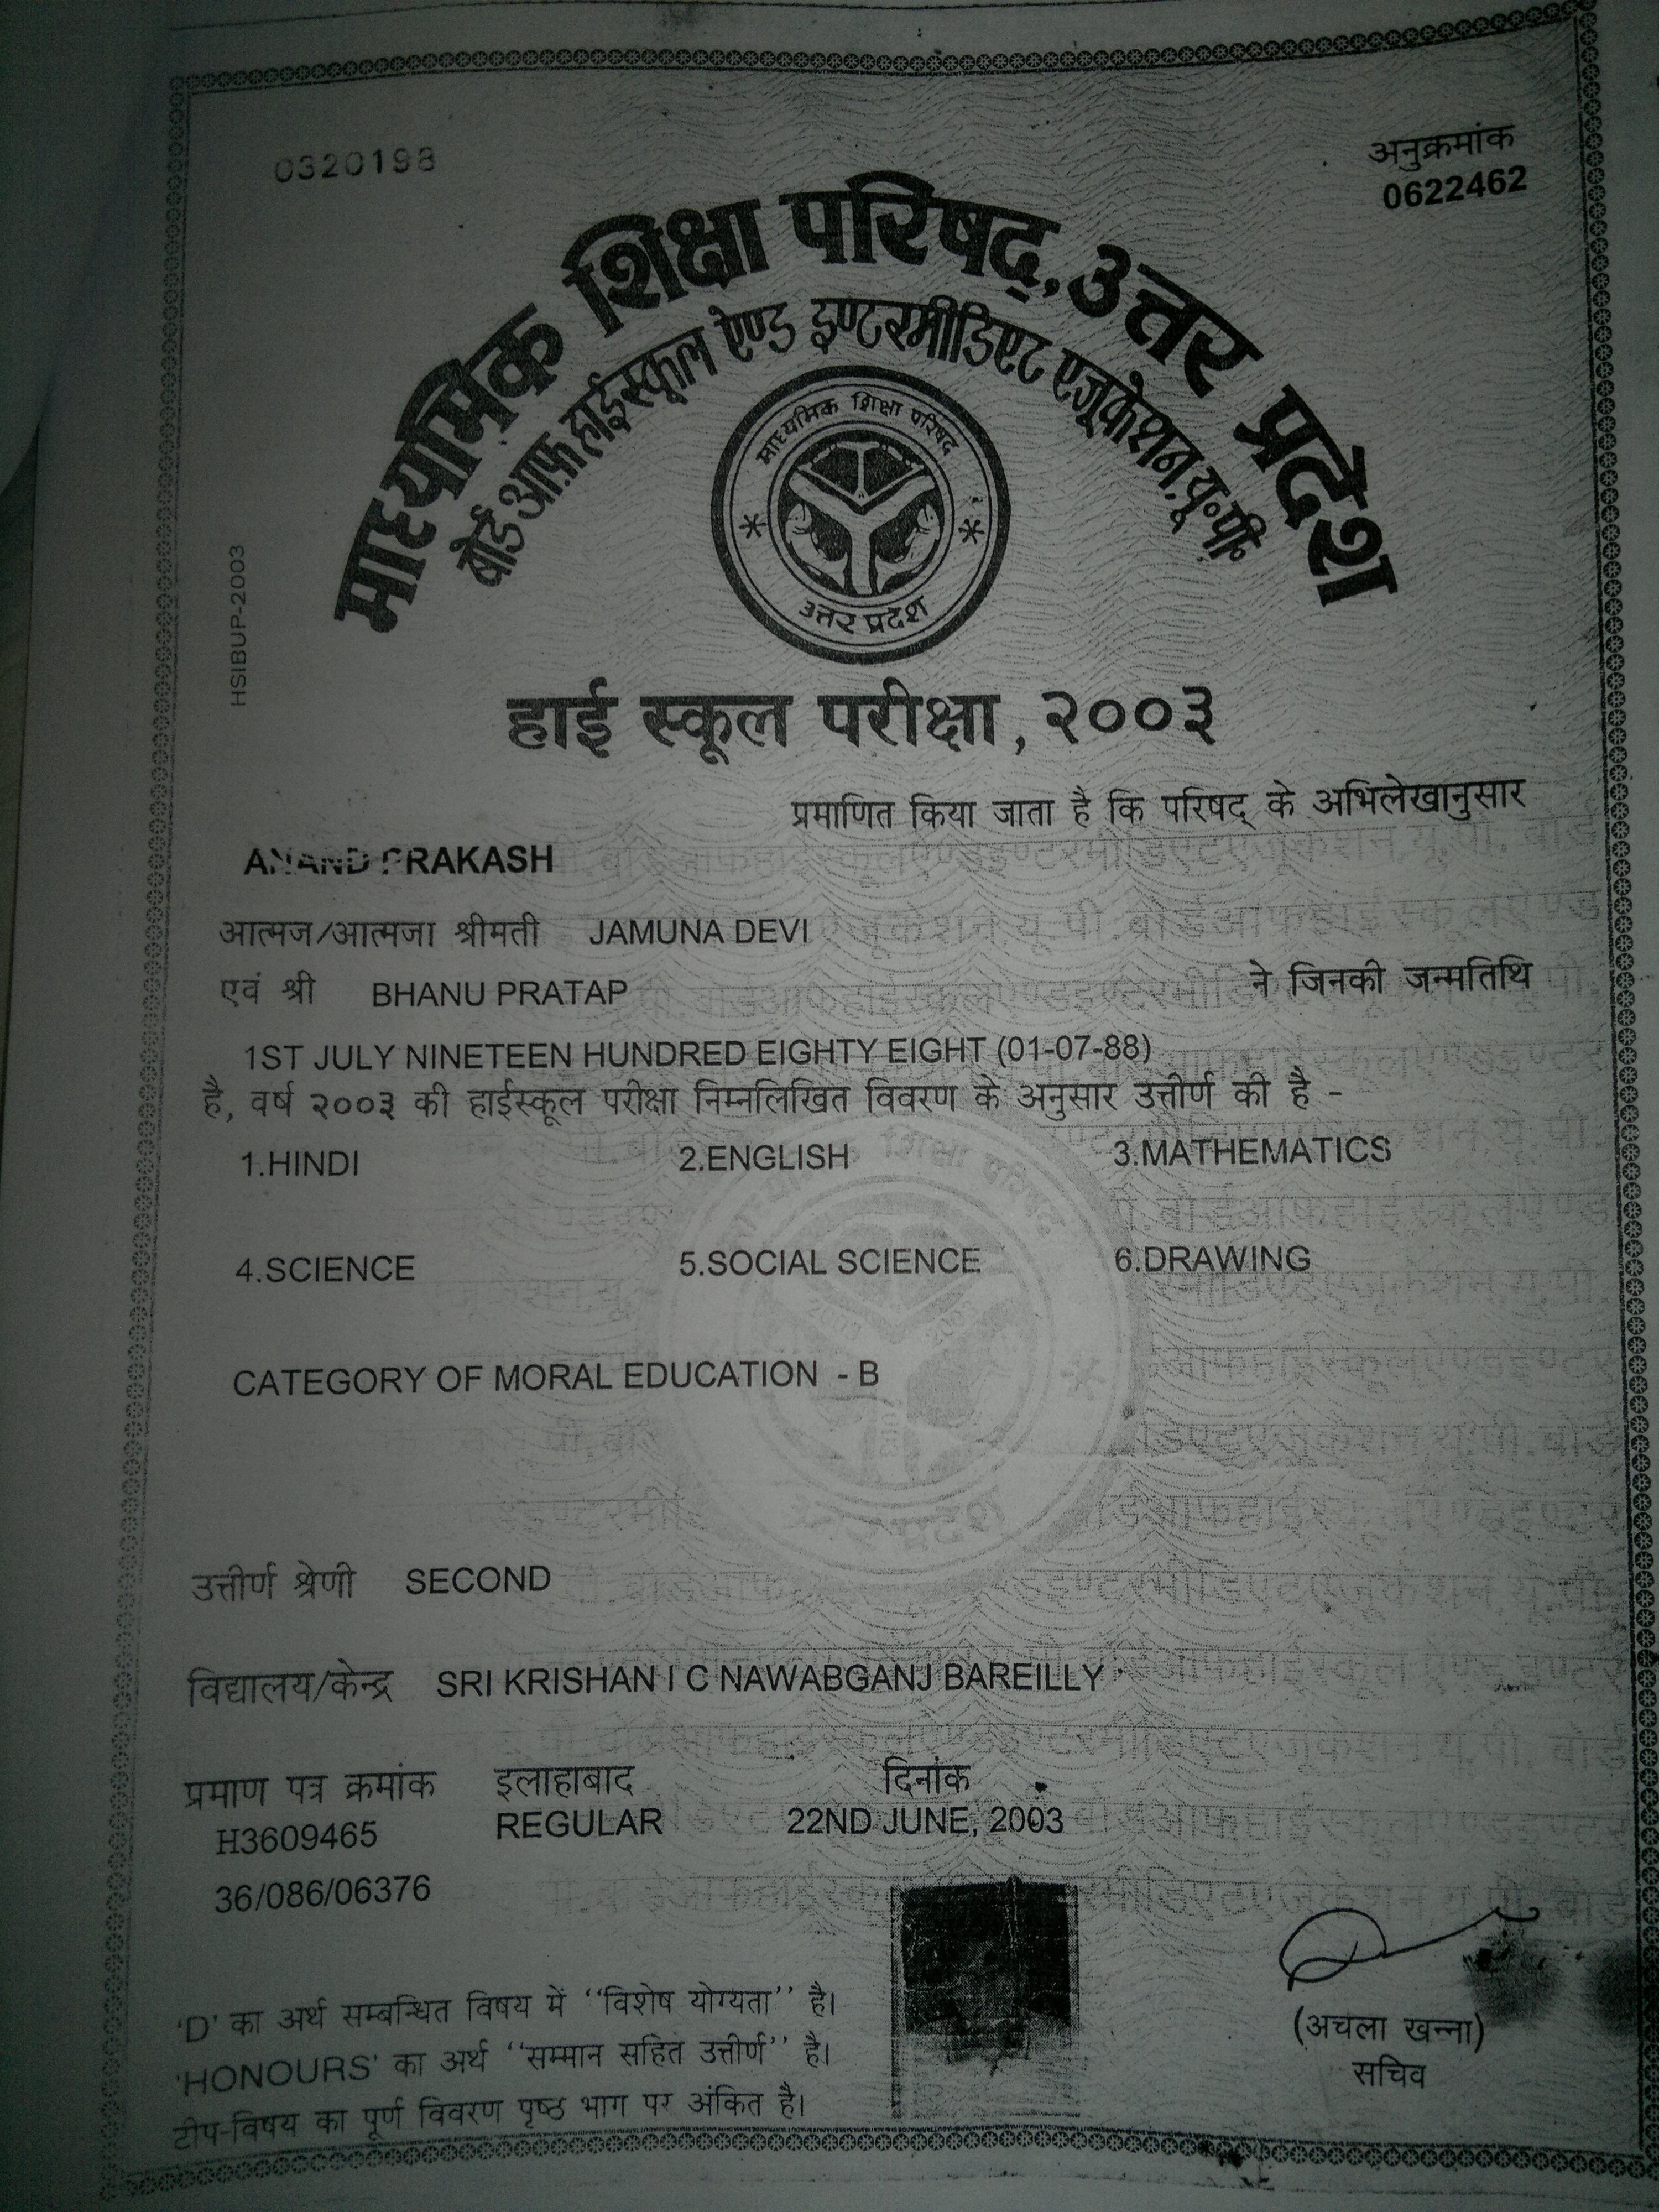 0320198
अनुक्रमांक
0622462
माध्यमिक शिक्षा परिषद्, उत्तर प्रदेश
बोर्ड आफ़ हाईस्कूल ऐण्ड इण्टरमीडिएट एजूकेशन, यू॰पी॰
माध्यमिक शिक्षा परिषद
उत्तर प्रदेश
HSIBUP-2003
हाई स्कूल परीक्षा, २००३
प्रमाणित किया जाता है कि परिषद् के अभिलेखानुसार
ANAND PRAKASH
आत्मज/आत्मजा श्रीमती JAMUNA DEVI
एवं श्री BHANU PRATAP ने जिनकी जन्मतिथि
1ST JULY NINETEEN HUNDRED EIGHTY EIGHT (01-07-88)
है, वर्ष २००३ की हाईस्कूल परीक्षा निम्नलिखित विवरण के अनुसार उत्तीर्ण की है -
1.HINDI 2.ENGLISH 3.MATHEMATICS
4.SCIENCE 5.SOCIAL SCIENCE 6.DRAWING
CATEGORY OF MORAL EDUCATION - B
उत्तीर्ण श्रेणी SECOND
विद्यालय/केन्द्र SRI KRISHAN I C NAWABGANJ BAREILLY
प्रमाण पत्र क्रमांक इलाहाबाद दिनांक
H3609465 REGULAR 22ND JUNE, 2003
36/086/06376
'D' का अर्थ सम्बन्धित विषय में ''विशेष योग्यता'' है।
'HONOURS' का अर्थ ''सम्मान सहित उत्तीर्ण'' है।
टीप-विषय का पूर्ण विवरण पृष्ठ भाग पर अंकित है।
(अचला खन्ना)
सचिव